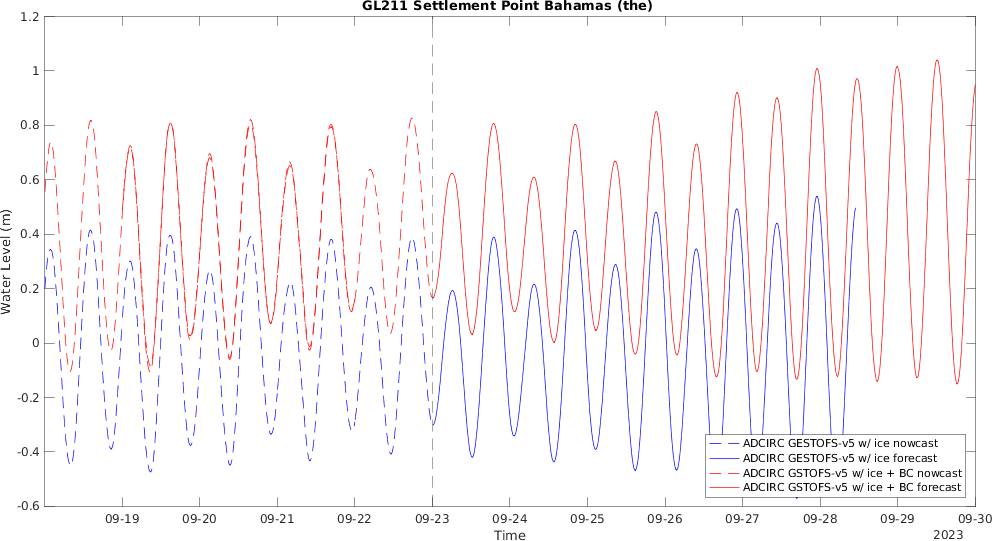 GL211 Settlement Point Bahamas (the)
1.2
1
0.8
0.6
0.4
0.2
0
-0.2
-0.4
-0.6
Water Level (m)
ADCIRC GESTOFS-v5 w/ ice nowcast
ADCIRC GESTOFS-v5 w/ ice forecast
ADCIRC GSTOFS-v5 w/ ice + BC nowcast
ADCIRC GSTOFS-v5 w/ ice + BC forecast
09-19 09-20 09-21 09-22 09-23 09-24 09-25 09-26 09-27 09-28 09-29 09-30
Time
2023